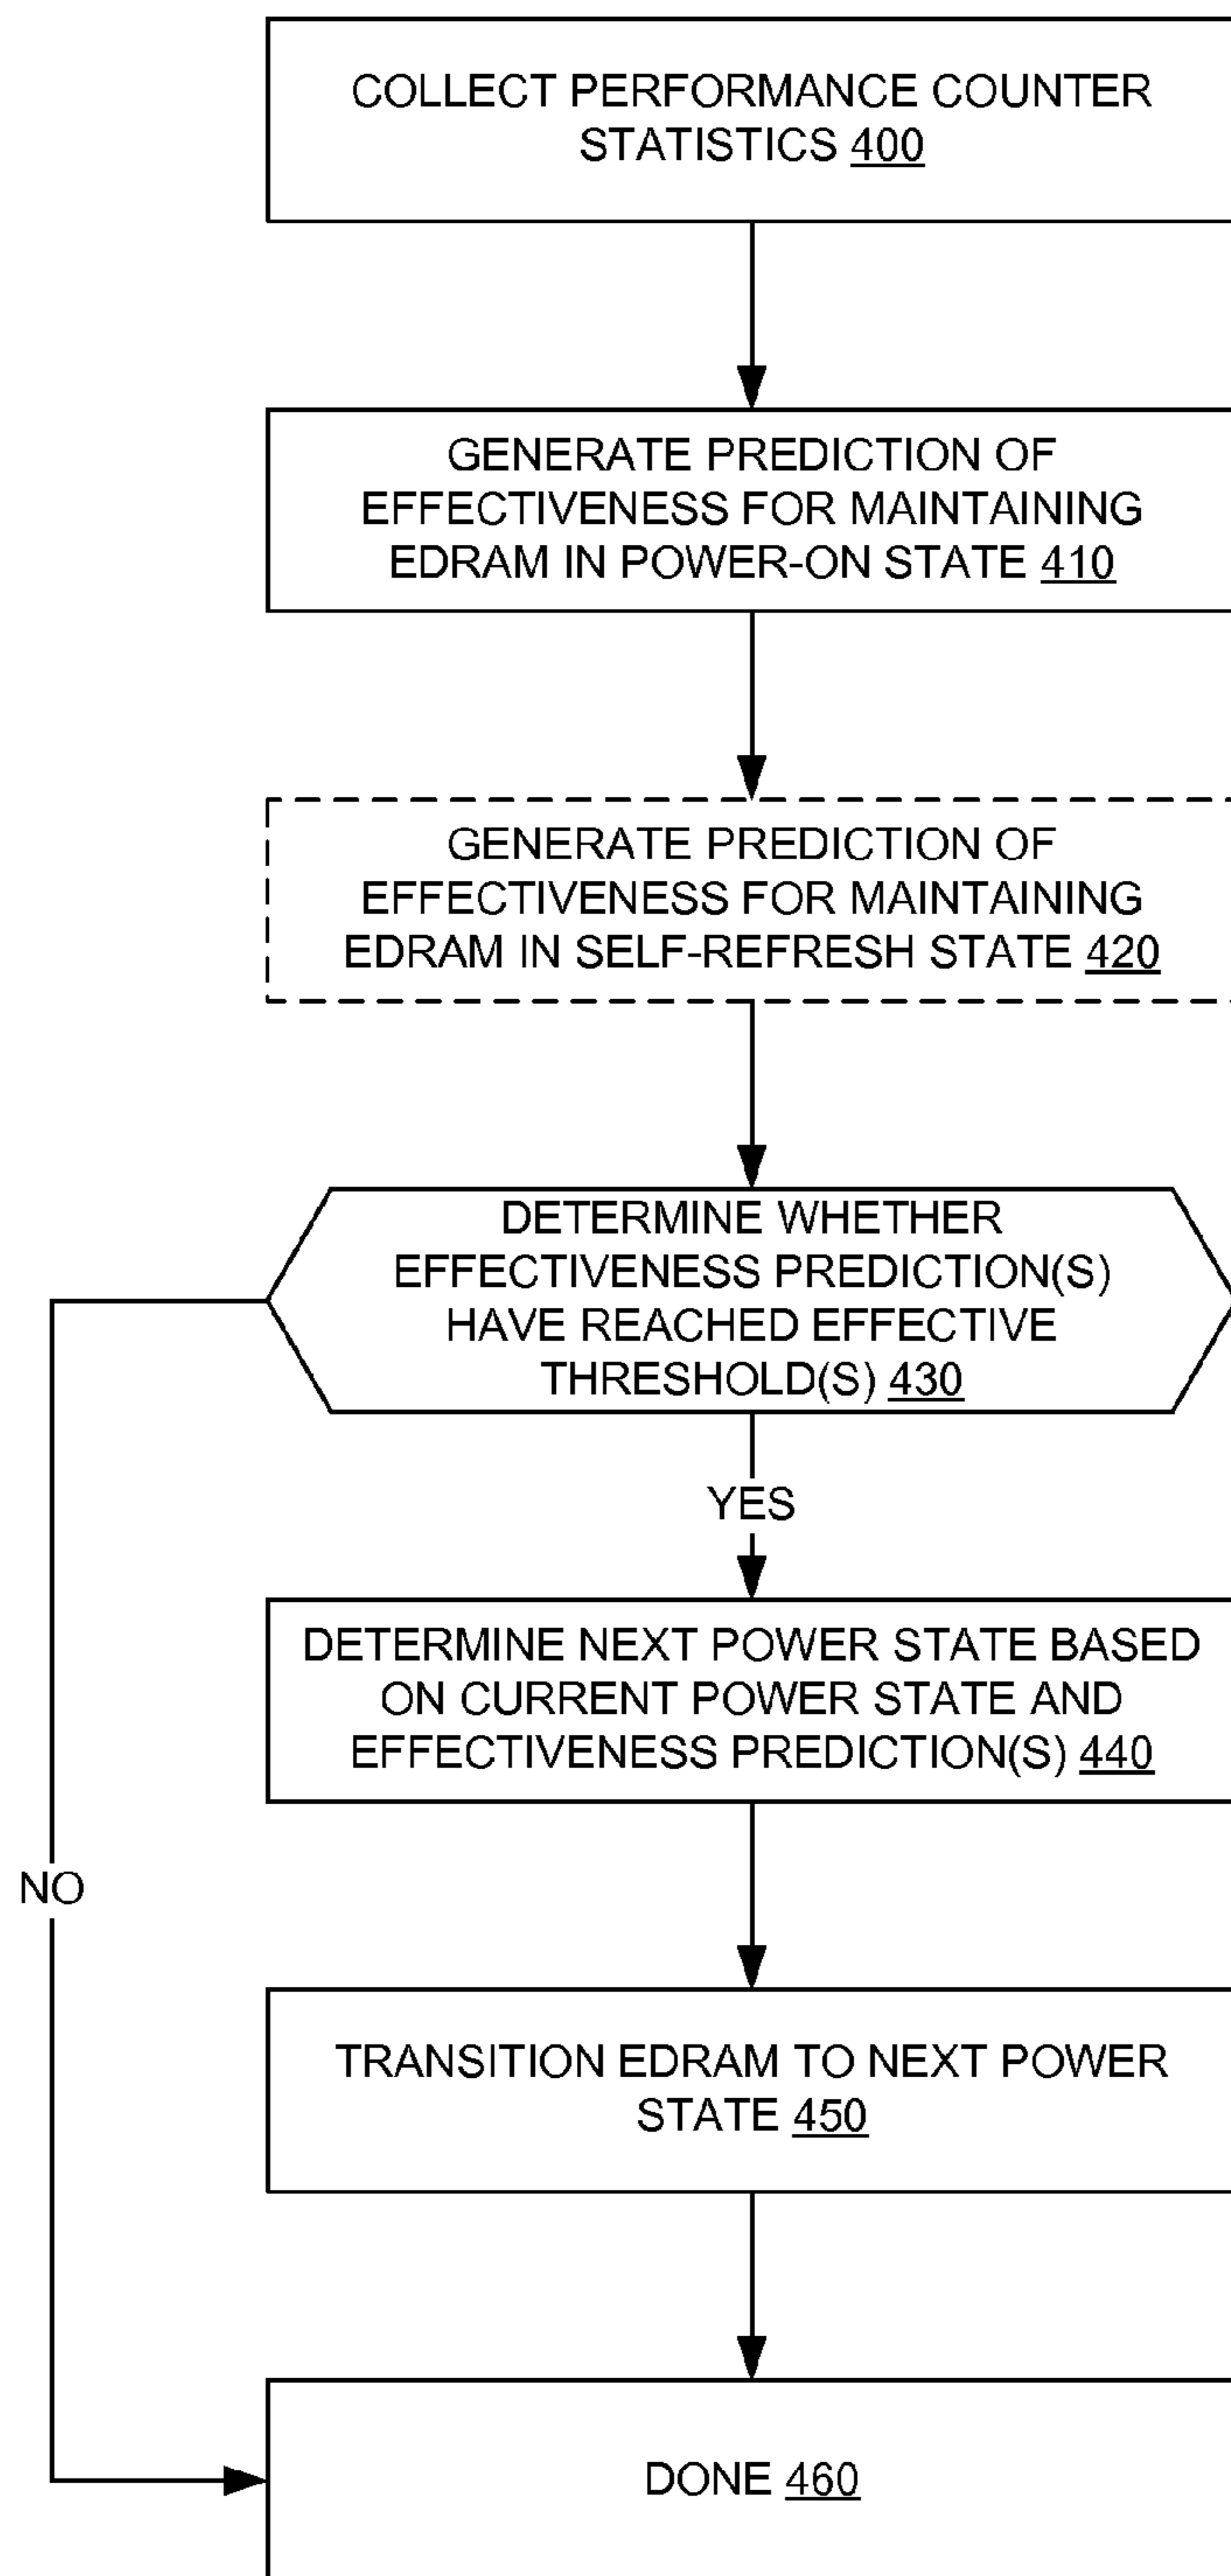 COLLECT PERFORMANCE COUNTER
STATISTICS 400
GENERATE PREDICTION OF
EFFECTIVENESS FOR MAINTAINING
EDRAM IN POWER-ON STATE 410
GENERATE PREDICTION OF
EFFECTIVENESS FOR MAINTAINING
EDRAM IN SELF-REFRESH STATE 420
DETERMINE WHETHER
EFFECTIVENESS PREDICTION(S)
HAVE REACHED EFFECTIVE
THRESHOLD(S) 430
YES
DETERMINE NEXT POWER STATE BASED
ON CURRENT POWER STATE AND
EFFECTIVENESS PREDICTION(S) 440
NO
TRANSITION EDRAM TO NEXT POWER
STATE 450
DONE 460